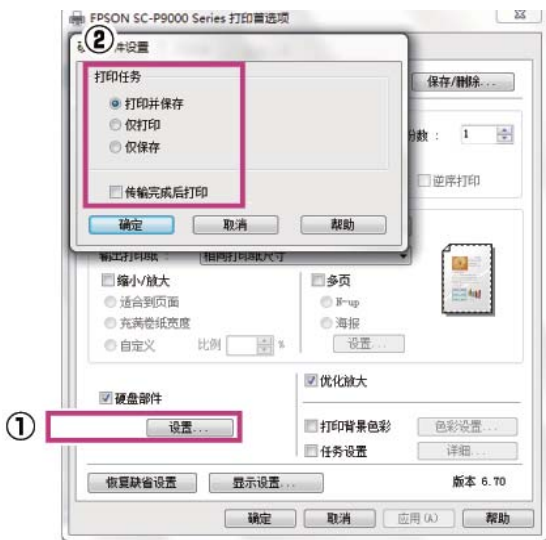 EPSON SC-P9000 Series 打印首选项
②
件设置
打印任务
打印并保存
仅打印
仅保存
传输完成后打印
确定 取消 帮助
保存/删除...
份数： 1
逆序打印
输出打印纸： 相同打印纸尺寸
缩小/放大
适合到页面
充满卷纸宽度
自定义 比例 %
多页
N-up
海报
设置...
硬盘部件
① 设置...
优化放大
打印背景色彩 色彩设置...
任务设置 详细...
恢复缺省设置 显示设置... 版本 6.70
确定 取消 应用(A) 帮助